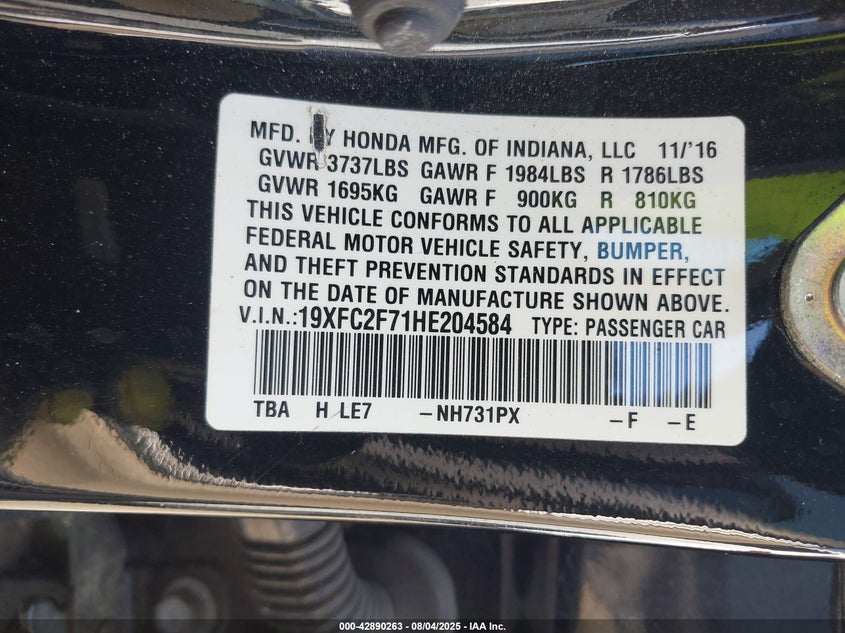 MFD. BY HONDA MFG. OF INDIANA, LLC 11/'16
GVWR 3737LBS GAWR F 1984LBS R 1786LBS
GVWR 1695KG GAWR F 900KG R 810KG
THIS VEHICLE CONFORMS TO ALL APPLICABLE
FEDERAL MOTOR VEHICLE SAFETY, BUMPER,
AND THEFT PREVENTION STANDARDS IN EFFECT
ON THE DATE OF MANUFACTURE SHOWN ABOVE.
V.I.N.:19XFC2F71HE204584 TYPE: PASSENGER CAR
TBA H LE7 –NH731PX –F –E
000-42890263 - 08/04/2025 - IAA Inc.